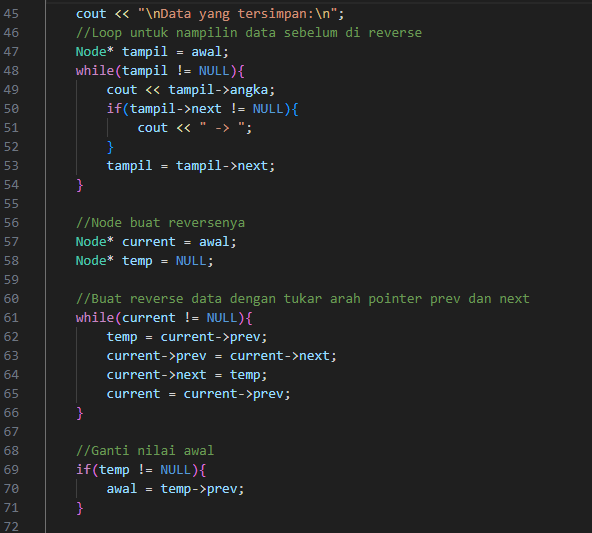 45 cout << "\nData yang tersimpan:\n";
46 //Loop untuk nampilin data sebelum di reverse
47 Node* tampil = awal;
48 while(tampil != NULL){
49 cout << tampil->angka;
50 if(tampil->next != NULL){
51 cout << " -> ";
52 }
53 tampil = tampil->next;
54 }
55
56 //Node buat reversenya
57 Node* current = awal;
58 Node* temp = NULL;
59
60 //Buat reverse data dengan tukar arah pointer prev dan next
61 while(current != NULL){
62 temp = current->prev;
63 current->prev = current->next;
64 current->next = temp;
65 current = current->prev;
66 }
67
68 //Ganti nilai awal
69 if(temp != NULL){
70 awal = temp->prev;
71 }
72